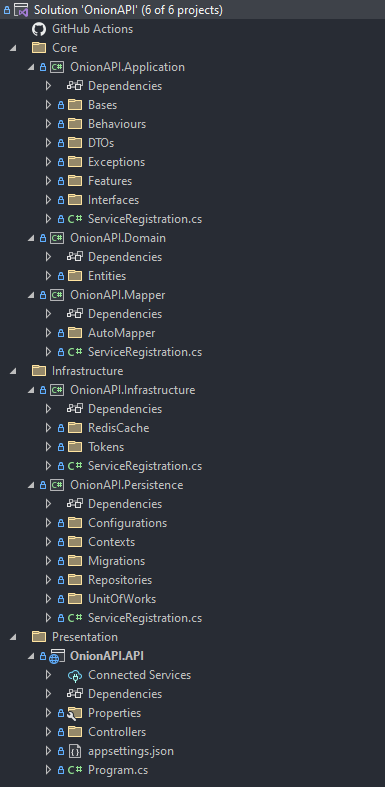 Solution 'OnionAPI' (6 of 6 projects)
GitHub Actions
Core
C# OnionAPI.Application
Dependencies
Bases
Behaviours
DTOs
Exceptions
Features
Interfaces
C# ServiceRegistration.cs
C# OnionAPI.Domain
Dependencies
Entities
C# OnionAPI.Mapper
Dependencies
AutoMapper
C# ServiceRegistration.cs
Infrastructure
C# OnionAPI.Infrastructure
Dependencies
RedisCache
Tokens
C# ServiceRegistration.cs
C# OnionAPI.Persistence
Dependencies
Configurations
Contexts
Migrations
Repositories
UnitOfWorks
C# ServiceRegistration.cs
Presentation
OnionAPI.API
Connected Services
Dependencies
Properties
Controllers
appsettings.json
C# Program.cs